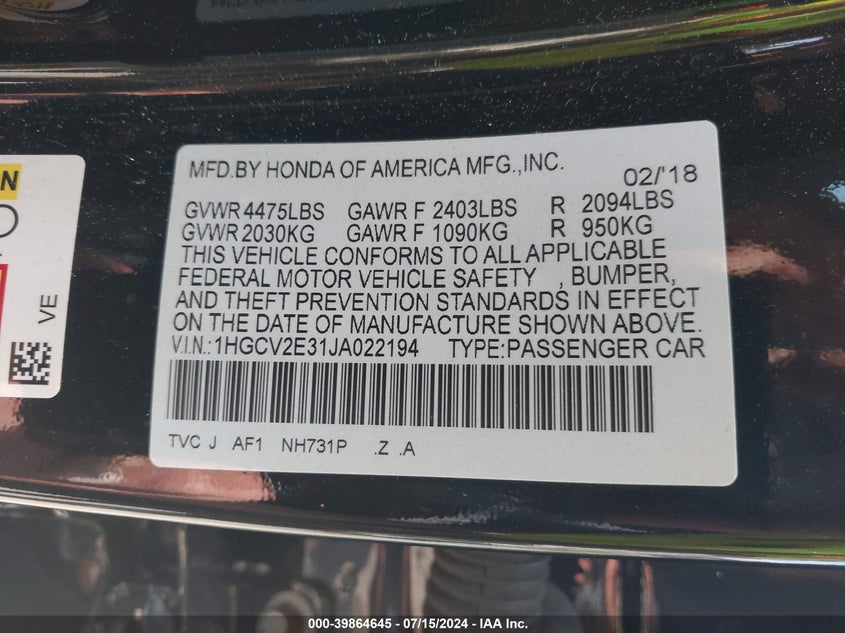 MFD.BY HONDA OF AMERICA MFG.,INC. 02/'18
GVWR 4475LBS GAWR F 2403LBS R 2094LBS
GVWR 2030KG GAWR F 1090KG R 950KG
THIS VEHICLE CONFORMS TO ALL APPLICABLE
FEDERAL MOTOR VEHICLE SAFETY , BUMPER,
AND THEFT PREVENTION STANDARDS IN EFFECT
ON THE DATE OF MANUFACTURE SHOWN ABOVE.
V.I.N.:1HGCV2E31JA022194 TYPE:PASSENGER CAR
TVC J AF1 NH731P .Z .A
VE
000-39864645 - 07/15/2024 - IAA Inc.